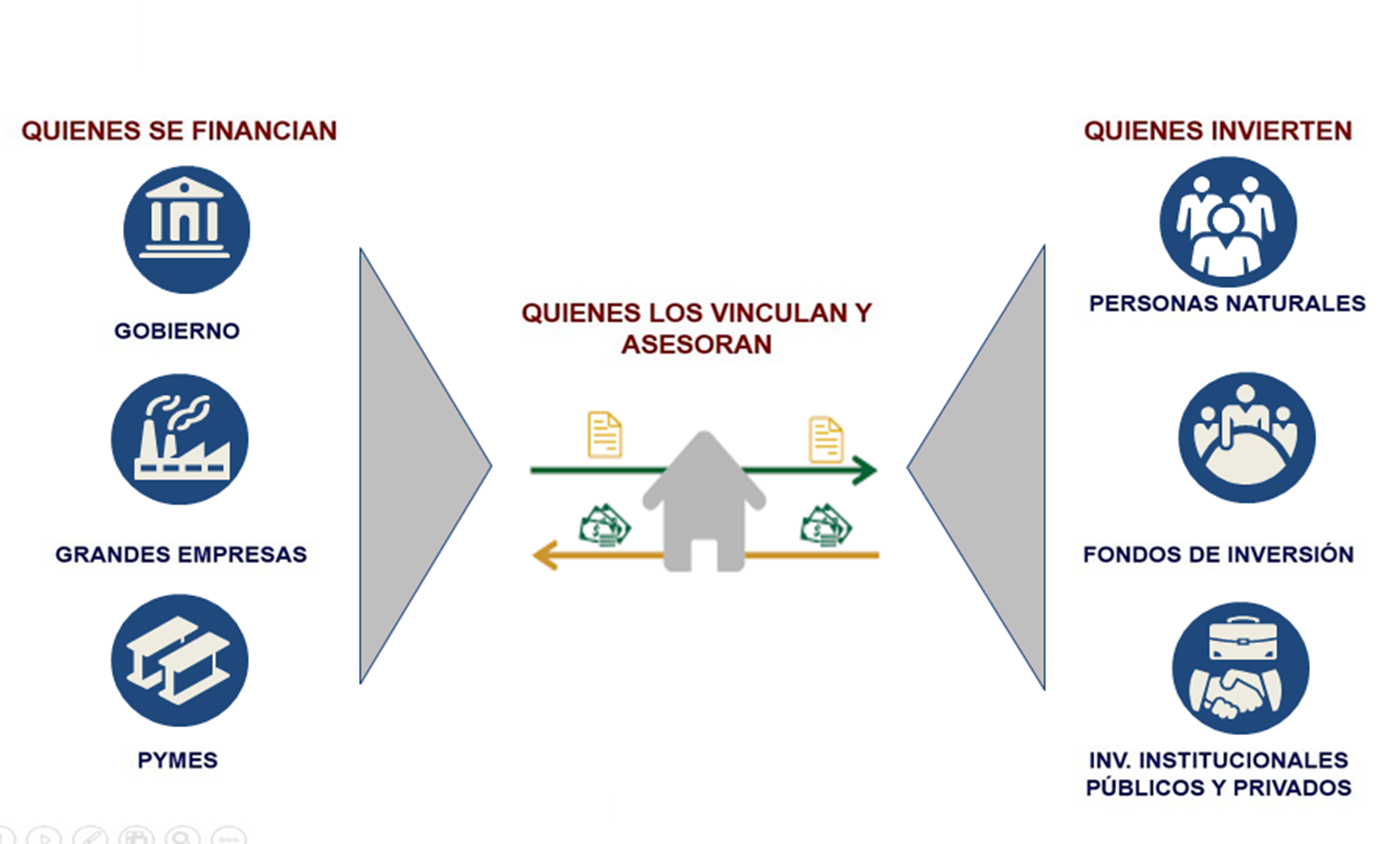 QUIENES SE FINANCIAN
GOBIERNO
GRANDES EMPRESAS
PYMES
QUIENES LOS VINCULAN Y
ASESORAN
QUIENES INVIERTEN
PERSONAS NATURALES
FONDOS DE INVERSIÓN
INV. INSTITUCIONALES
PÚBLICOS Y PRIVADOS